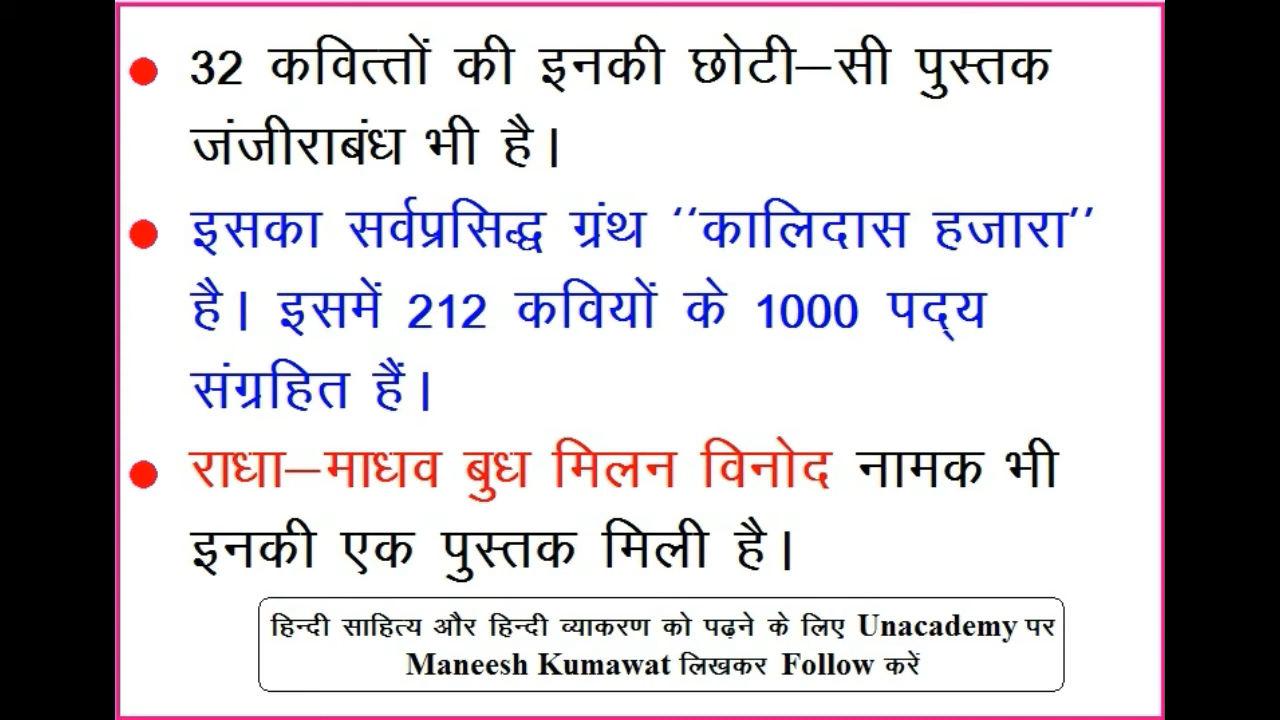 32 कवित्तों की इनकी छोटी–सी पुस्तक
जंजीराबंध भी है।
इसका सर्वप्रसिद्ध ग्रंथ ‘‘कालिदास हजारा’’
है। इसमें 212 कवियों के 1000 पद्‌य
संग्रहित हैं।
राधा–माधव बुध मिलन विनोद नामक भी
इनकी एक पुस्तक मिली है।
हिन्दी साहित्य और हिन्दी व्याकरण को पढ़ने के लिए Unacademy पर
Maneesh Kumawat लिखकर Follow करें